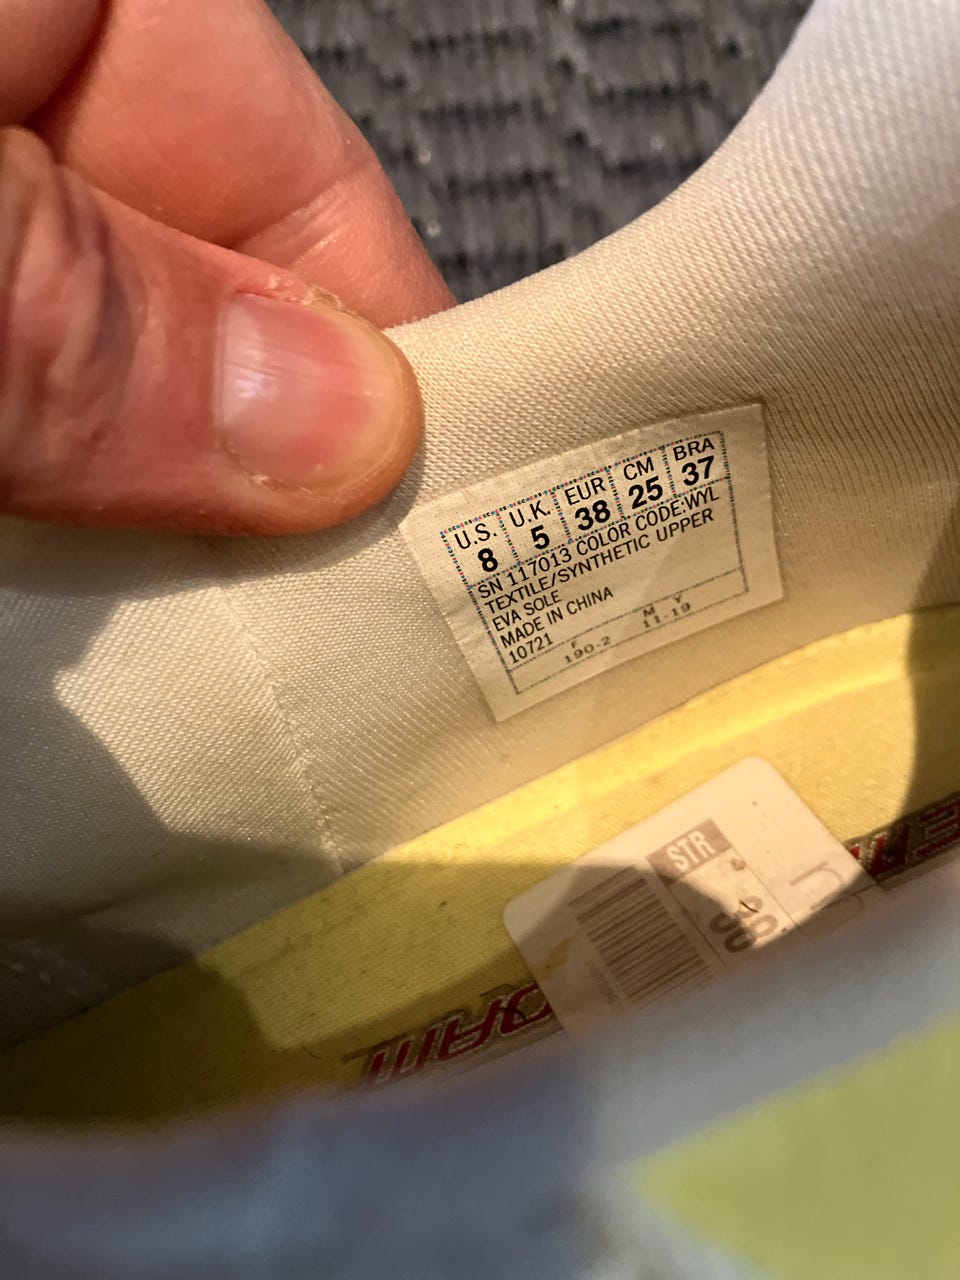 U.S. U.K. EUR CM BRA
8 5 38 25 37
SN 117013 COLOR CODE:WYL
TEXTILE/SYNTHETIC UPPER
EVA SOLE
MADE IN CHINA
10721 F M Y
190-2 11-19
STR
38